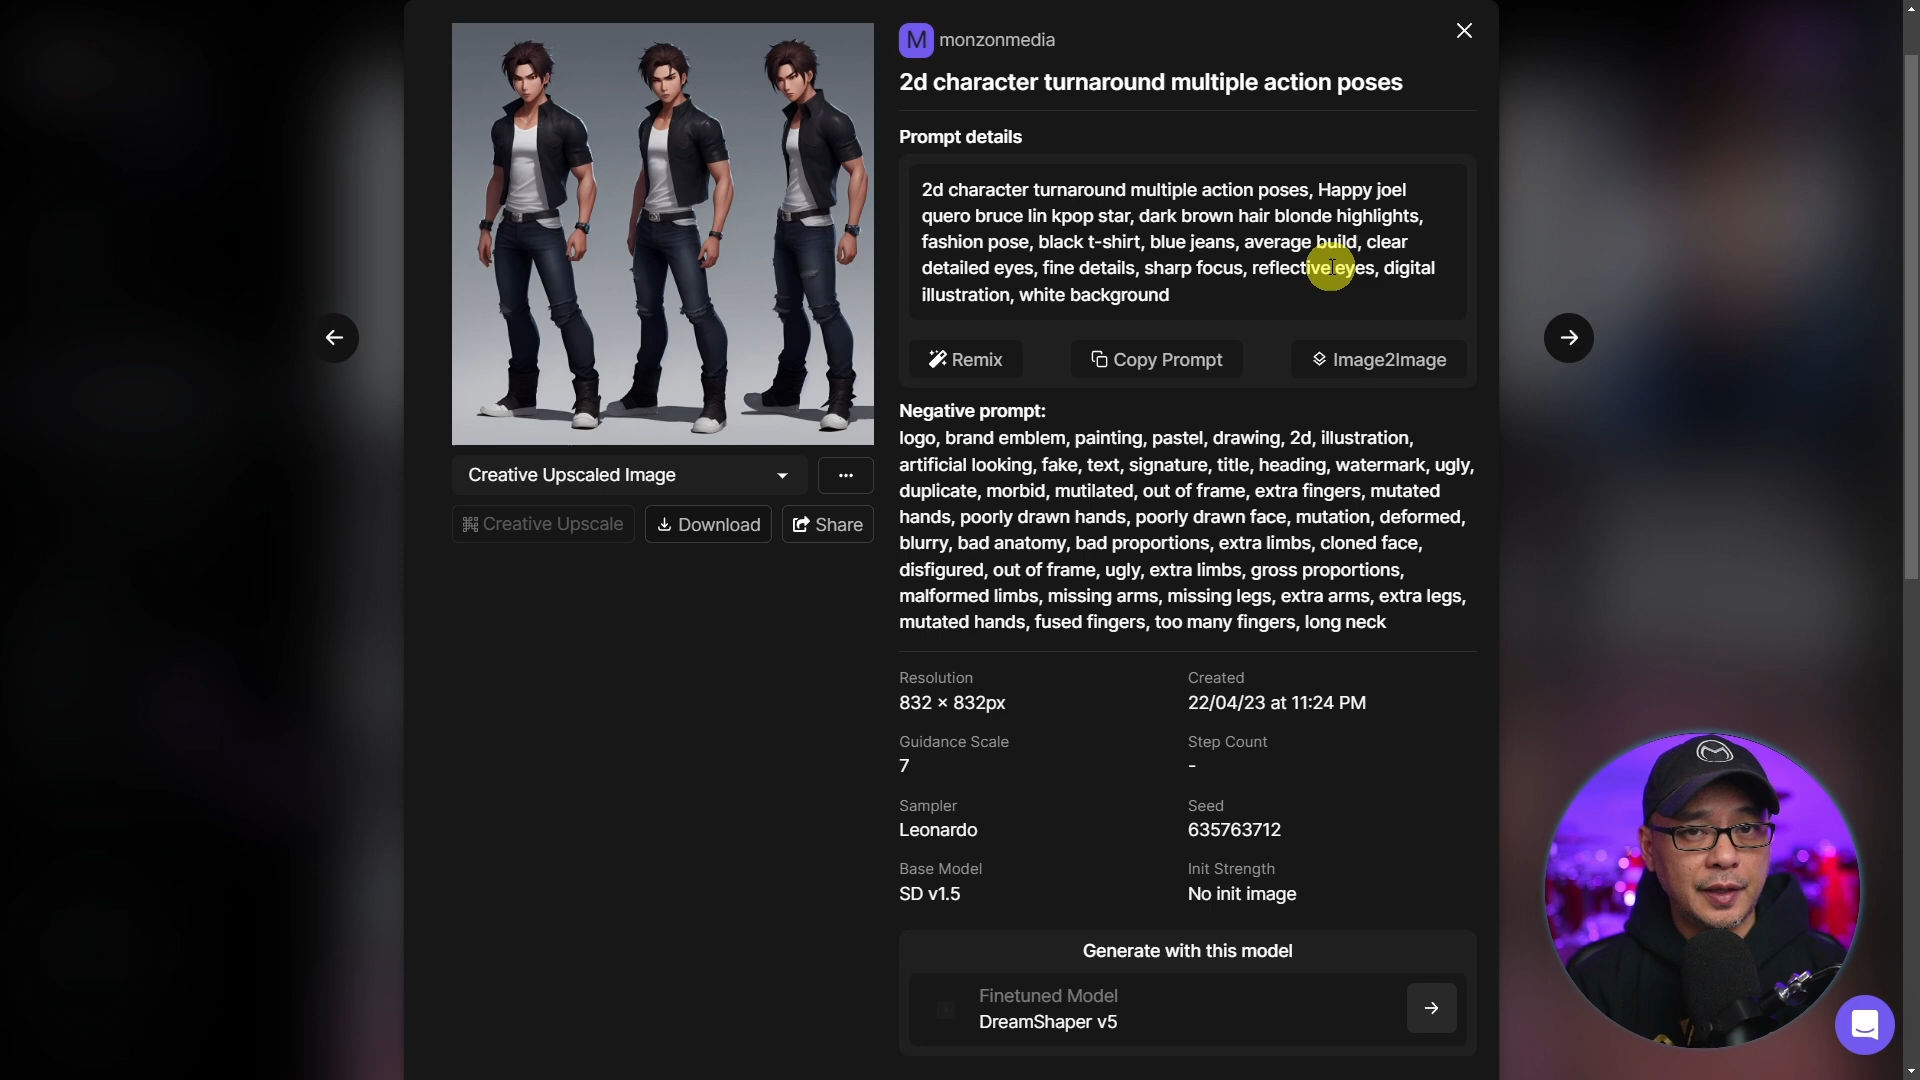 M monzonmedia
2d character turnaround multiple action poses
Prompt details
2d character turnaround multiple action poses, Happy joel
quero bruce lin kpop star, dark brown hair blonde highlights,
fashion pose, black t-shirt, blue jeans, average build, clear
detailed eyes, fine details, sharp focus, reflective eyes, digital
illustration, white background
Remix
Copy Prompt
Image2Image
Negative prompt:
logo, brand emblem, painting, pastel, drawing, 2d, illustration,
artificial looking, fake, text, signature, title, heading, watermark, ugly,
duplicate, morbid, mutilated, out of frame, extra fingers, mutated
hands, poorly drawn hands, poorly drawn face, mutation, deformed,
blurry, bad anatomy, bad proportions, extra limbs, cloned face,
disfigured, out of frame, ugly, extra limbs, gross proportions,
malformed limbs, missing arms, missing legs, extra arms, extra legs,
mutated hands, fused fingers, too many fingers, long neck
Creative Upscaled Image
Creative Upscale
Download
Share
Resolution
832 × 832px
Created
22/04/23 at 11:24 PM
Guidance Scale
7
Step Count
-
Sampler
Leonardo
Seed
635763712
Base Model
SD v1.5
Init Strength
No init image
Generate with this model
Finetuned Model
DreamShaper v5